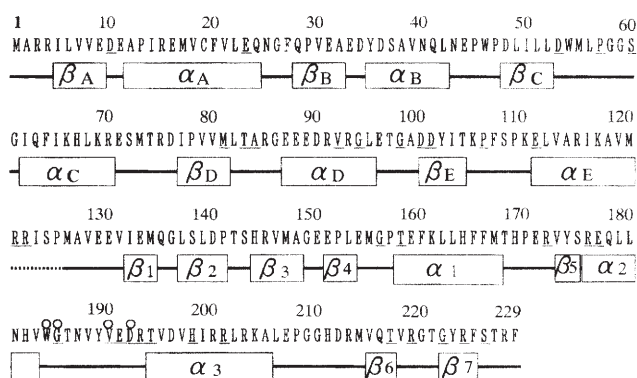 1 10 20 30 40 50 60
MARRILVVEDEAPIREMVCFVLEQNGFQPVEAEDYDSAVNQLNEPWPDLILLDWMLPGGS
βA αA βB αB βC
70 80 90 100 110 120
GIQFIKHLKRESMTRDIPVVMLTARGEEEDRVRGLETGADDYITKPFSPKELVARIKAVM
αC βD αD βE αE
130 140 150 160 170 180
RRISPMAVEEVIEMQGLSLDPTSHRVMAGEEPLEMGPTEFKLLHFFMTHPERVYSREQLL
β1 β2 β3 β4 α1 β5 α2
190 200 210 220 229
NHVWGTNVYVEDRTVDVHIRRLRKALEPGGHDRMVQTVRGTGYRFSTRF
α3 β6 β7